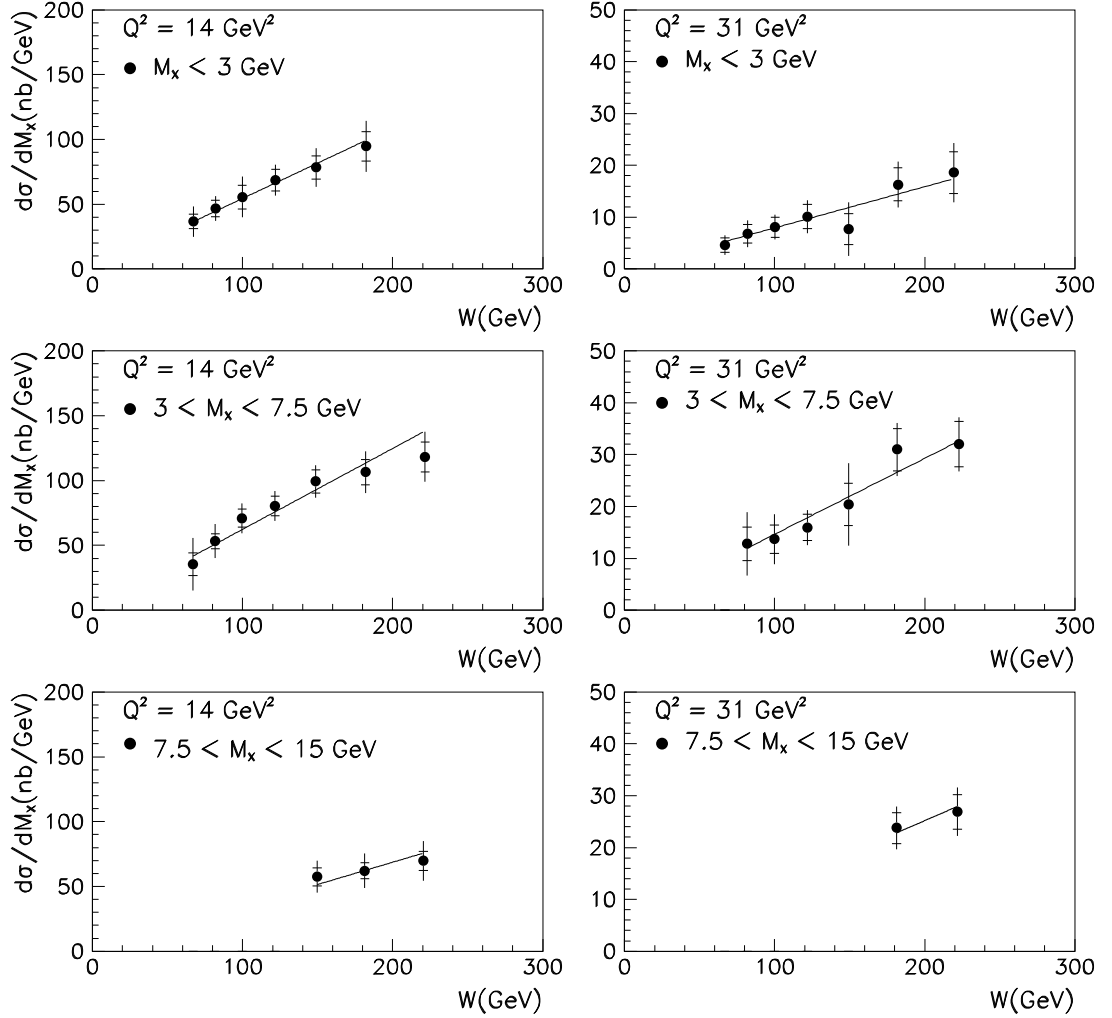 200
150
100
50
0
dσ/dMₓ(nb/GeV)
Q² = 14 GeV²
Mₓ < 3 GeV
0 100 200 300
W(GeV)
50
40
30
20
10
0
Q² = 31 GeV²
Mₓ < 3 GeV
0 100 200 300
W(GeV)
200
150
100
50
0
dσ/dMₓ(nb/GeV)
Q² = 14 GeV²
3 < Mₓ < 7.5 GeV
0 100 200 300
W(GeV)
50
40
30
20
10
0
Q² = 31 GeV²
3 < Mₓ < 7.5 GeV
0 100 200 300
W(GeV)
200
150
100
50
0
dσ/dMₓ(nb/GeV)
Q² = 14 GeV²
7.5 < Mₓ < 15 GeV
0 100 200 300
W(GeV)
50
40
30
20
10
0
Q² = 31 GeV²
7.5 < Mₓ < 15 GeV
0 100 200 300
W(GeV)